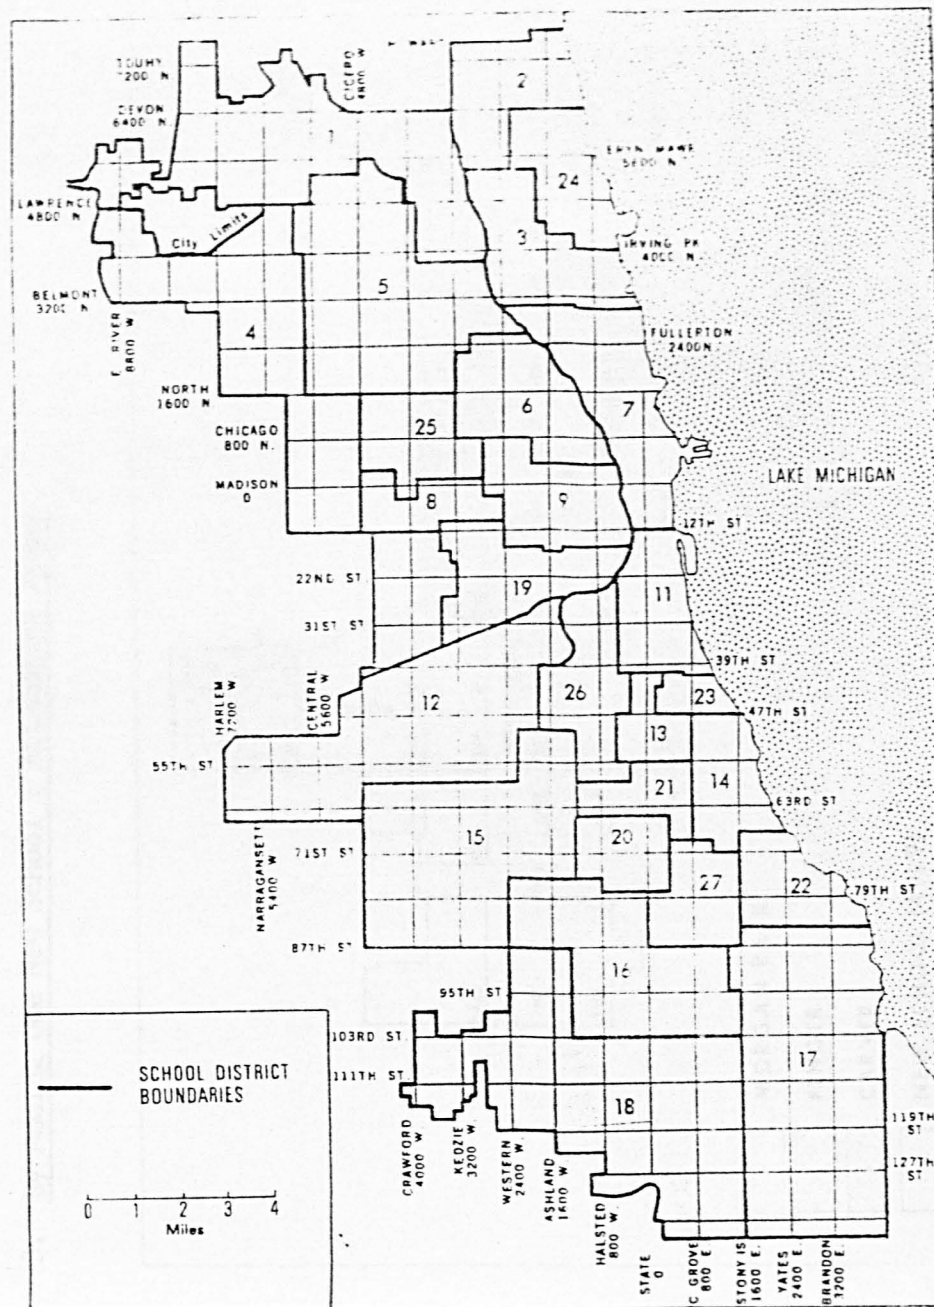 TOUHY
7200 N.
DEVON
6400 N.
CICERO
4800 W
2
1
BRYN MAWR
5600 N.
24
LAWRENCE
4800 N
City Limits
3
IRVING PK
4000 N.
5
BELMONT
3200 N
4
FULLERTON
2400N
E. RIVER
8800 W
NORTH
1600 N
6
7
25
CHICAGO
800 N.
LAKE MICHIGAN
MADISON
0
8
9
12TH ST
22ND ST.
19
11
31ST ST
39TH ST.
HARLEM
7200 W.
CENTRAL
5600 W
12
26
23
47TH ST.
13
55TH ST.
21
14
63RD ST.
NARRAGANSETT
6400 W
71ST ST.
15
20
27
22
79TH ST.
87TH ST.
16
95TH ST.
103RD ST.
17
SCHOOL DISTRICT
BOUNDARIES
111TH ST.
18
119TH
ST
127TH
ST
CRAWFORD
4000 W.
KEDZIE
3200 W.
WESTERN
2400 W.
ASHLAND
1600 W.
HALSTED
800 W.
STATE
0
C GROVE
800 E
STONY IS
1600 E.
YATES
2400 E.
BRANDON
3200 E.
0 1 2 3 4
Miles